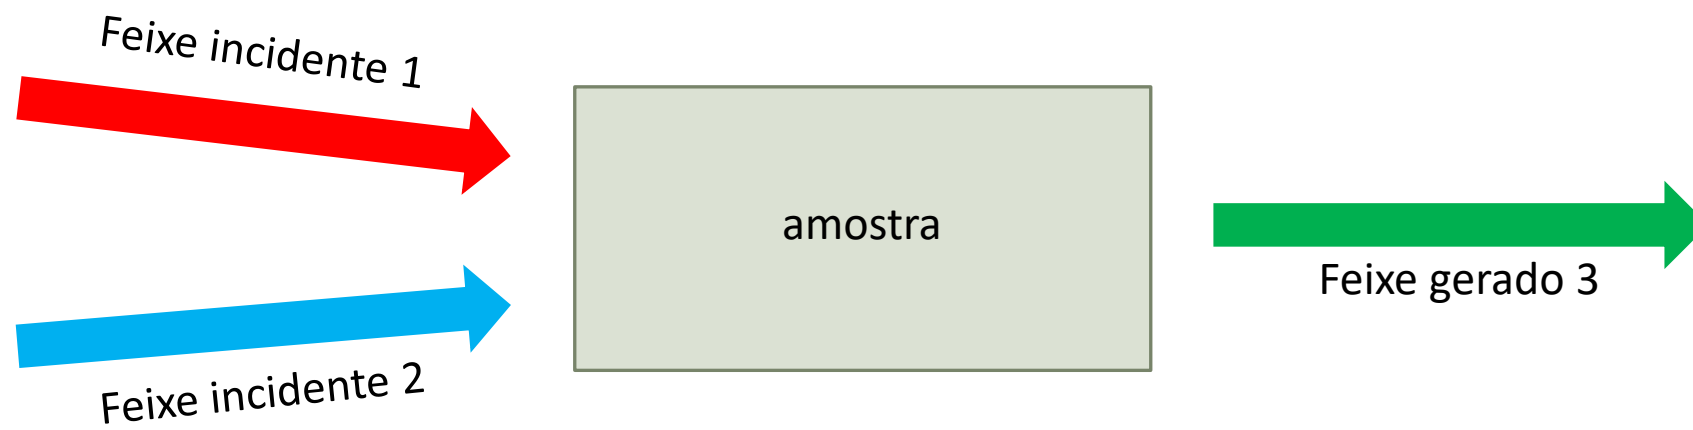 Feixe incidente 1
amostra
Feixe gerado 3
Feixe incidente 2